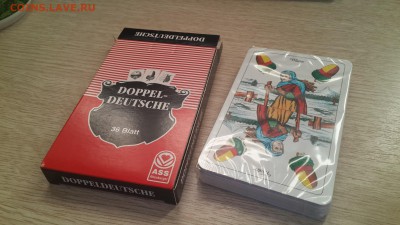 COINS.LAVE.RU
DOPPELDEUTSCHE
DOPPEL-
DEUTSCHE
36 Blatt
ASS
DOPPELDEUTSCHE